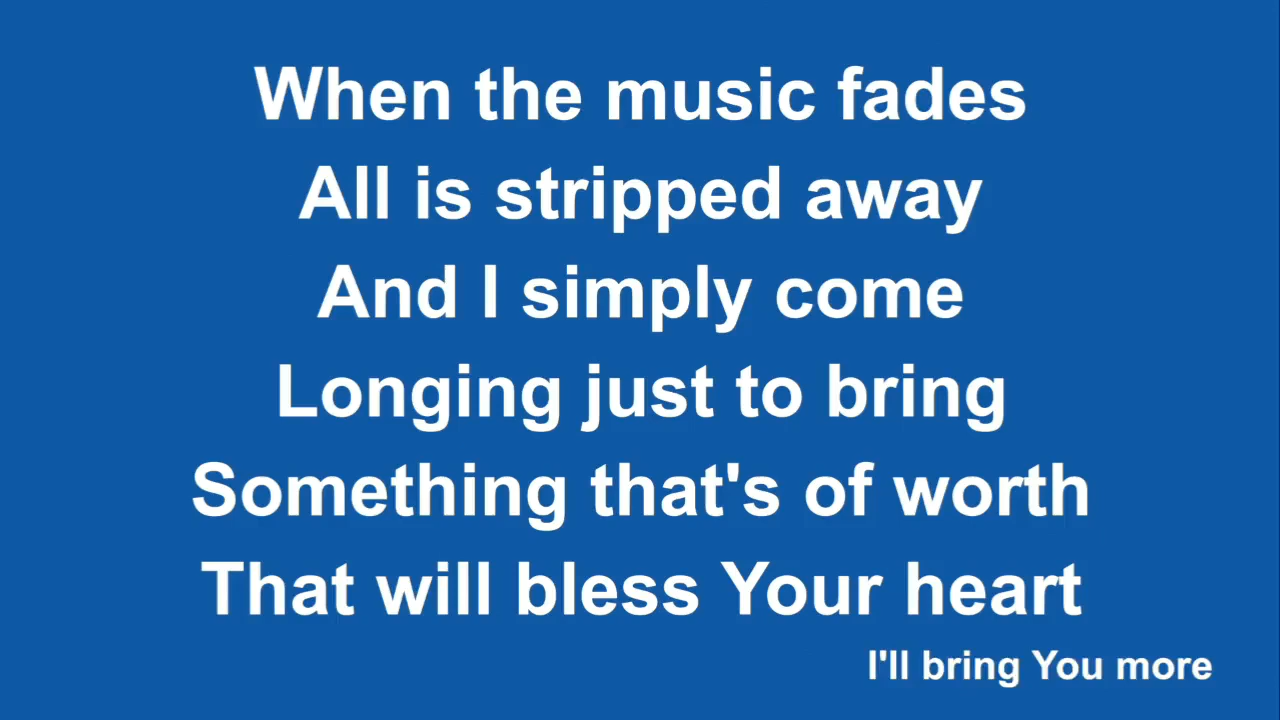 When the music fades
All is stripped away
And I simply come
Longing just to bring
Something that's of worth
That will bless Your heart
I'll bring You more